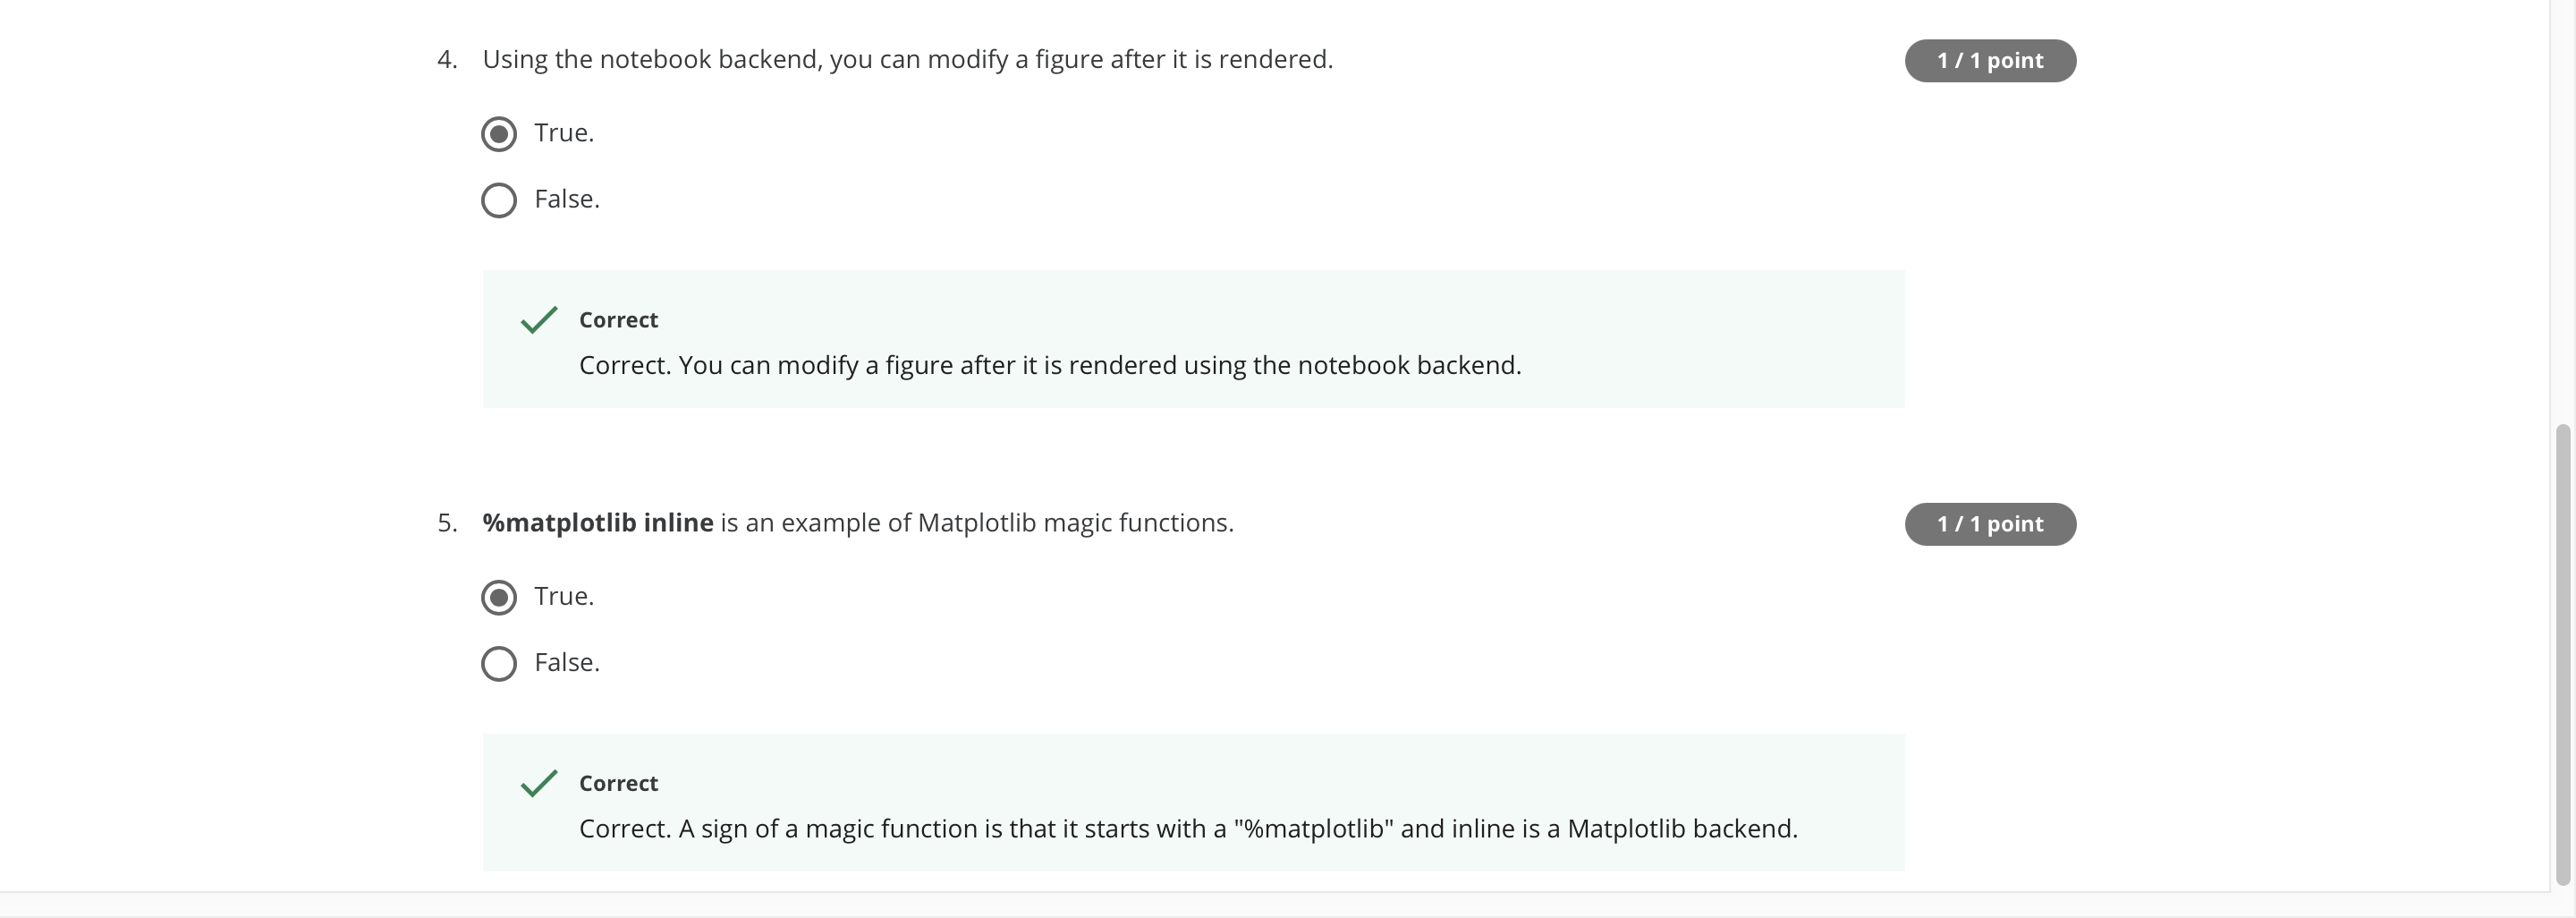 4. Using the notebook backend, you can modify a figure after it is rendered.
1 / 1 point
True.
False.
Correct
Correct. You can modify a figure after it is rendered using the notebook backend.
5. %matplotlib inline is an example of Matplotlib magic functions.
1 / 1 point
True.
False.
Correct
Correct. A sign of a magic function is that it starts with a "%matplotlib" and inline is a Matplotlib backend.